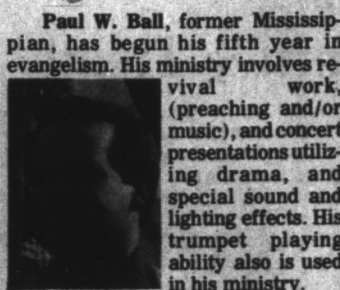 Paul W. Ball, former Mississip-
pian, has begun his fifth year in
evangelism. His ministry involves re-
vival work,
(preaching and/or
music), and concert
presentations utiliz-
ing drama, and
special sound and
lighting effects. His
trumpet playing
ability also is used
in his ministry.